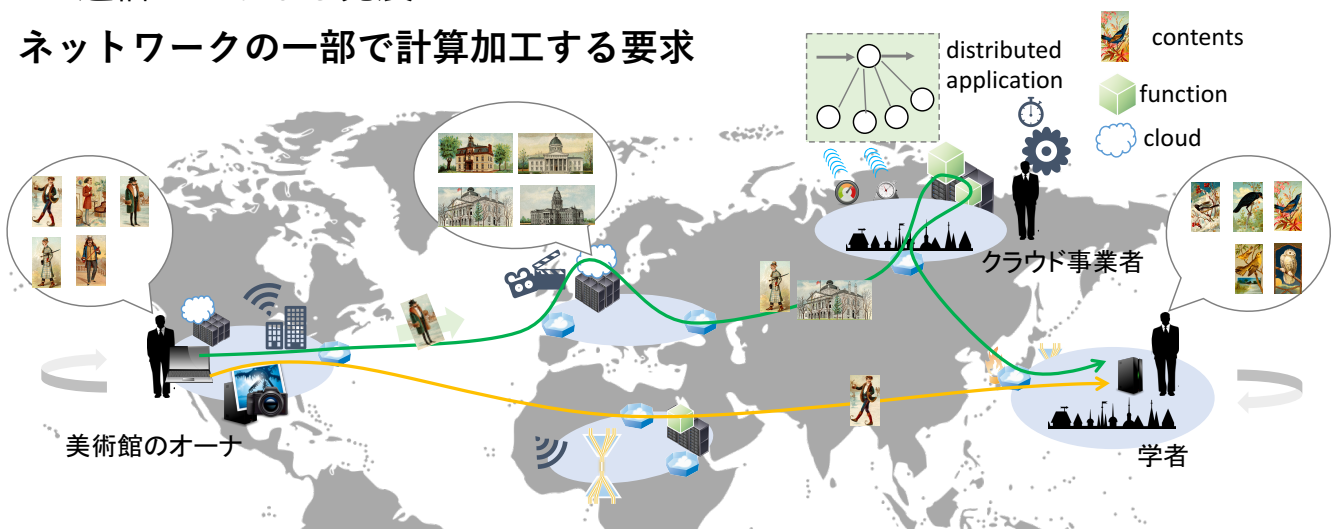 ネットワークの一部で計算加工する要求
distributed
application
contents
function
cloud
クラウド事業者
美術館のオーナ
学者